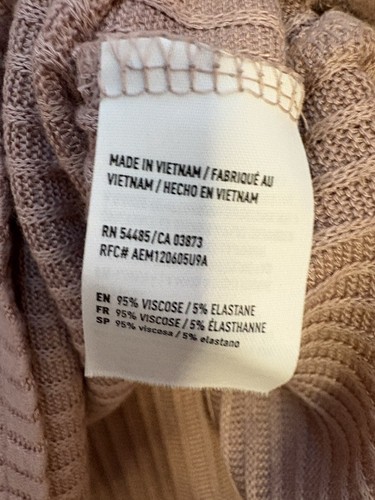 MADE IN VIETNAM / FABRIQUÉ AU
VIETNAM / HECHO EN VIETNAM
RN 54485/CA 03873
RFC# AEM120605U9A
EN 95% VISCOSE / 5% ELASTANE
FR 95% VISCOSE / 5% ÉLASTHANNE
SP 95% viscosa / 5% elastano